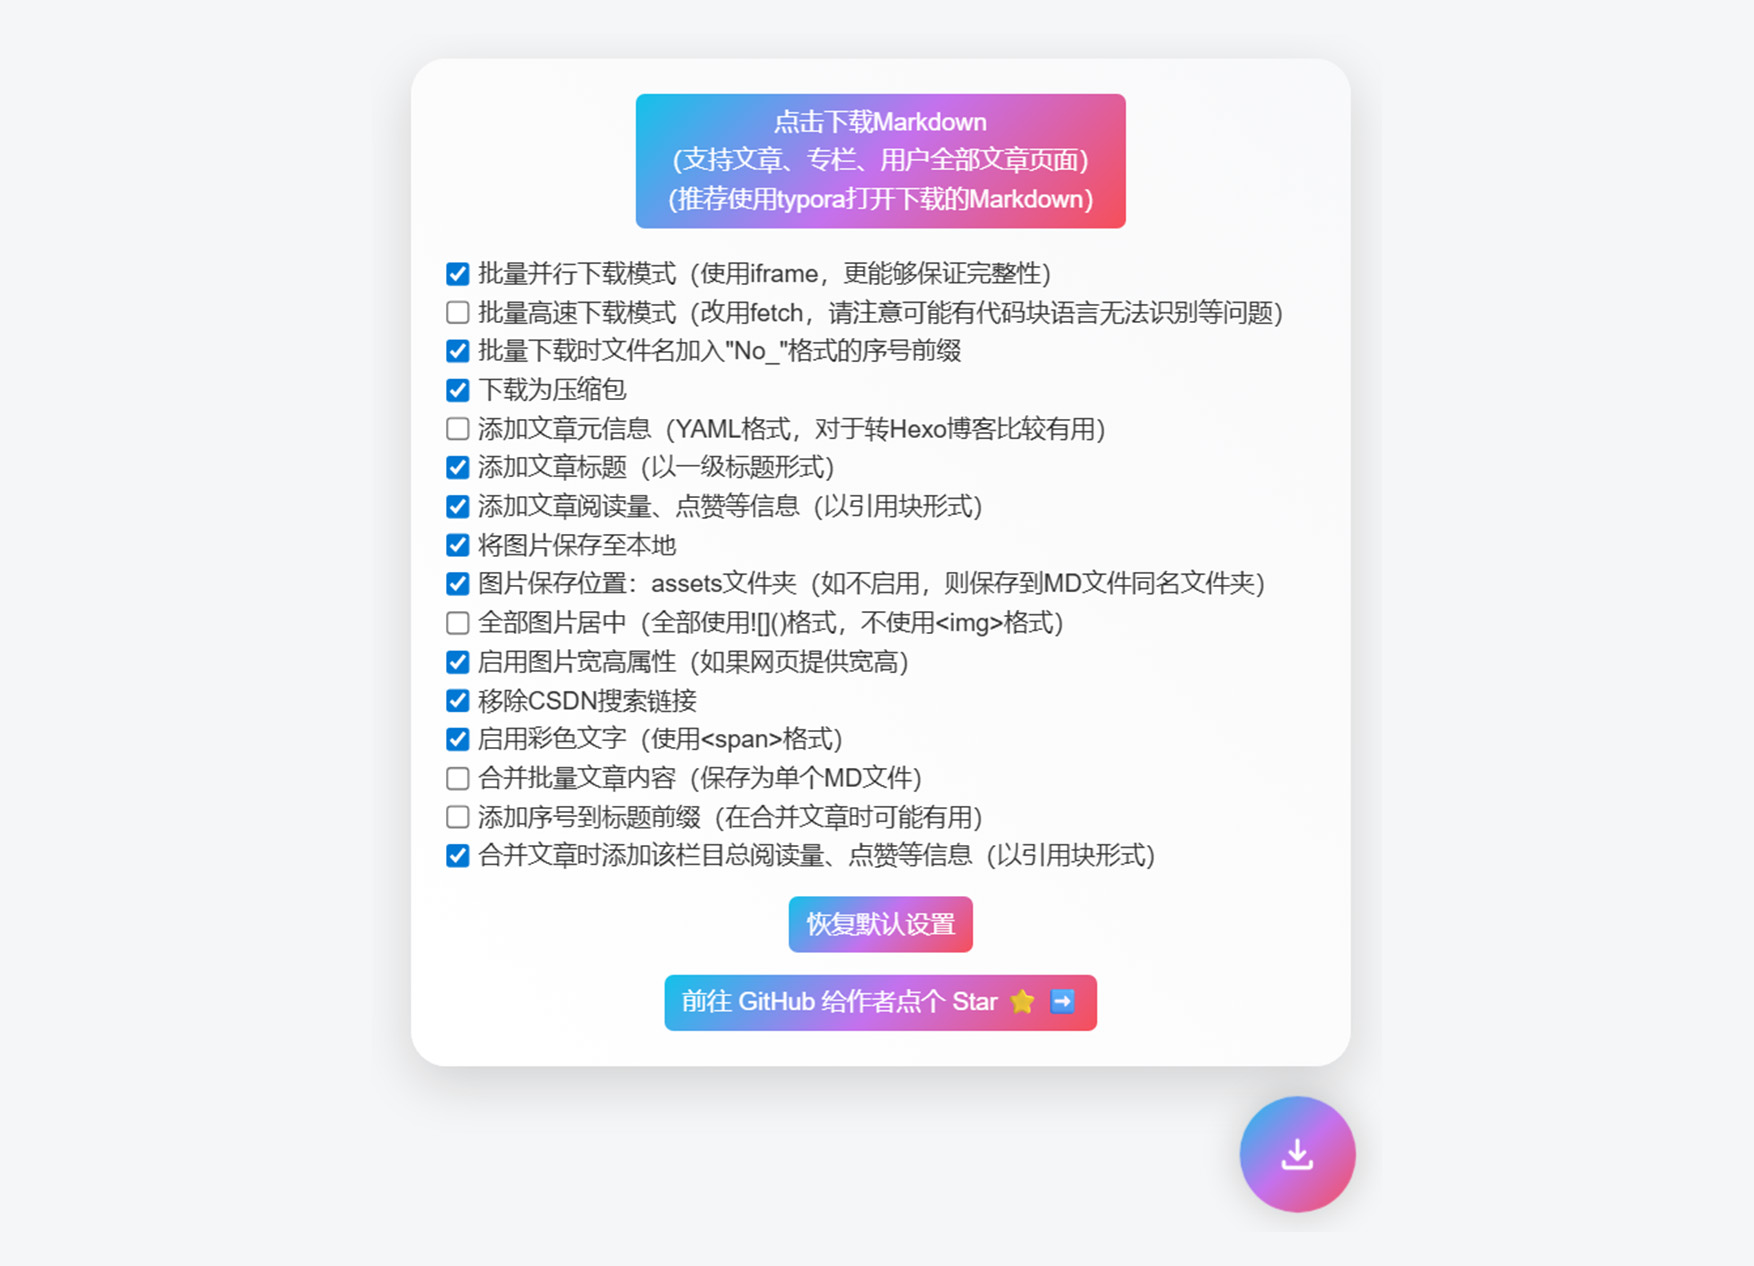 点击下载Markdown
(支持文章、专栏、用户全部文章页面)
(推荐使用typora打开下载的Markdown)
批量并行下载模式（使用iframe，更能够保证完整性）
批量高速下载模式（改用fetch，请注意可能有代码块语言无法识别等问题）
批量下载时文件名加入"No_"格式的序号前缀
下载为压缩包
添加文章元信息（YAML格式，对于转Hexo博客比较有用）
添加文章标题（以一级标题形式）
添加文章阅读量、点赞等信息（以引用块形式）
将图片保存至本地
图片保存位置：assets文件夹（如不启用，则保存到MD文件同名文件夹）
全部图片居中（全部使用![]()格式，不使用<img>格式）
启用图片宽高属性（如果网页提供宽高）
移除CSDN搜索链接
启用彩色文字（使用<span>格式）
合并批量文章内容（保存为单个MD文件）
添加序号到标题前缀（在合并文章时可能有用）
合并文章时添加该栏目总阅读量、点赞等信息（以引用块形式）
恢复默认设置
前往 GitHub 给作者点个 Star ⭐ ➡️